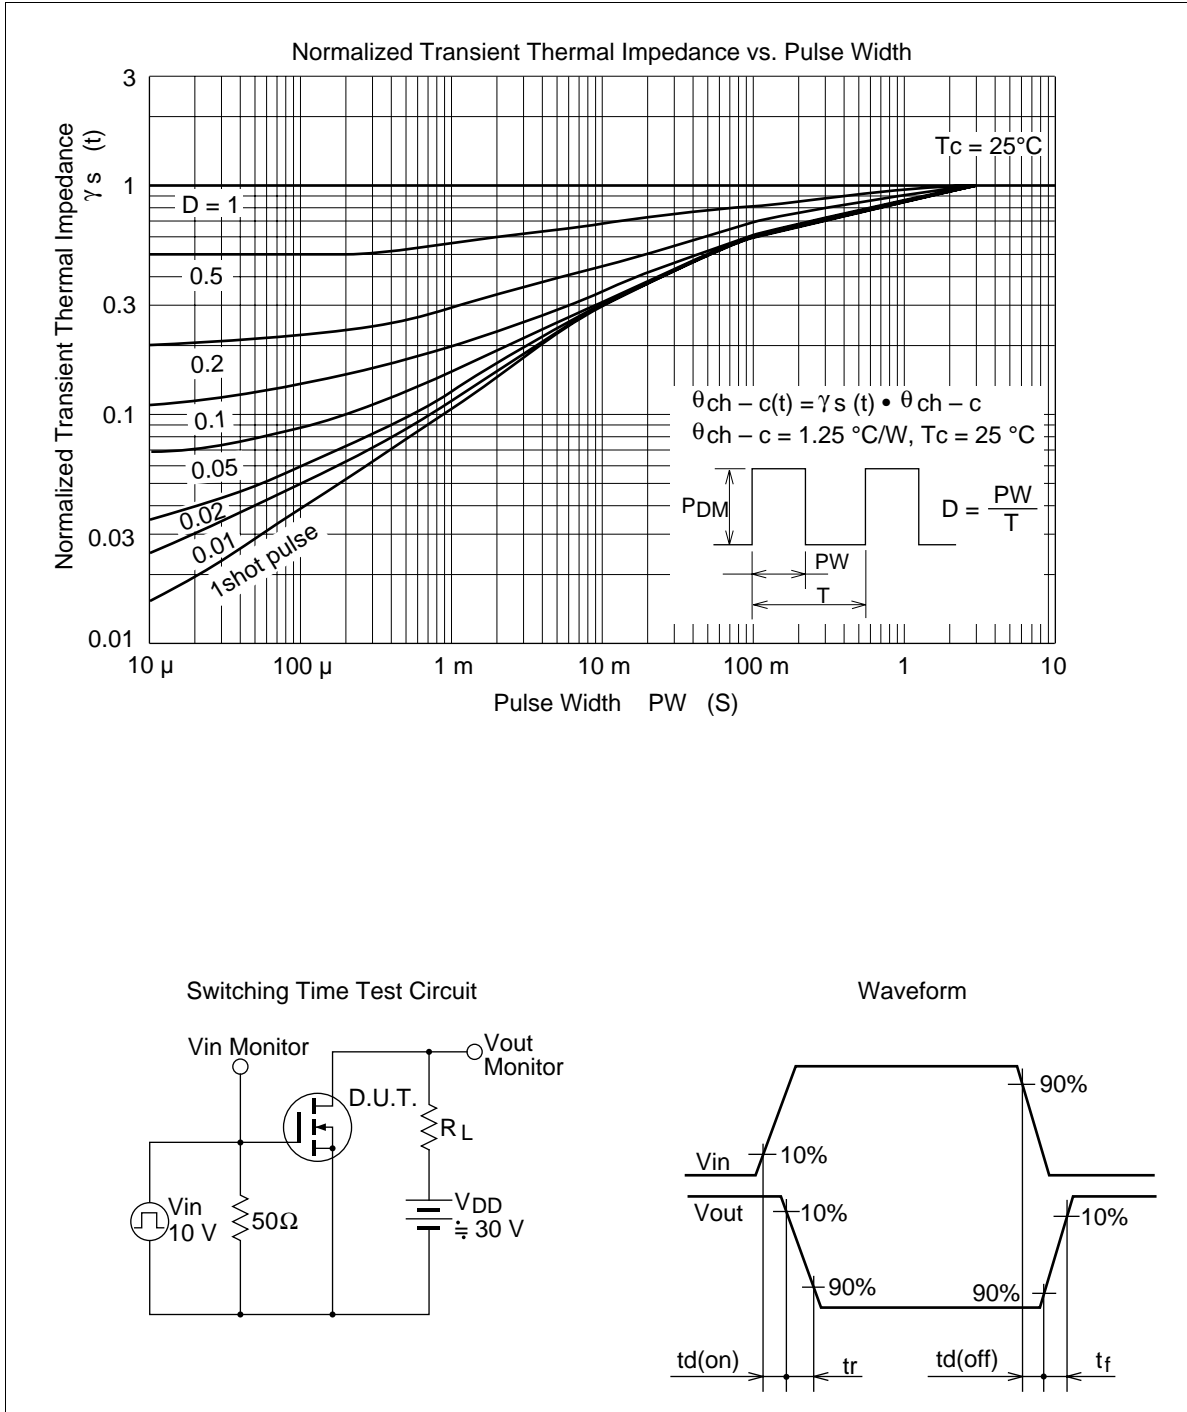 Normalized Transient Thermal Impedance vs. Pulse Width
Normalized Transient Thermal Impedance
γ s (t)
3
1
0.3
0.1
0.03
0.01
Tc = 25°C
D = 1
0.5
0.2
0.1
0.05
0.02
0.01
1shot pulse
θch – c(t) = γ s (t) • θch – c
θch – c = 1.25 °C/W, Tc = 25 °C
PDM
PW
T
D = PW/T
10 µ
100 µ
1 m
10 m
100 m
1
10
Pulse Width PW (S)
Switching Time Test Circuit
Vin Monitor
Vout
Monitor
D.U.T.
RL
Vin
10 V
50Ω
VDD
≒ 30 V
Waveform
90%
Vin
10%
Vout
10%
10%
90%
90%
td(on)
tr
td(off)
tf